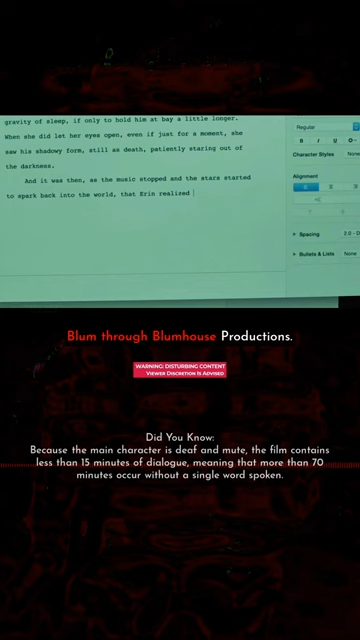 gravity of sleep, if only to hold him at bay a little longer.
When she did let her eyes open, even if just for a moment, she
saw his shadowy form, still as death, patiently staring out of
the darkness.
And it was then, as the music stopped and the stars started
to spark back into the world, that Erin realized
Regular
B I U
Character Styles None
Alignment
Spacing 2.0 - D
Bullets & Lists None
Blum through Blumhouse Productions.
WARNING: DISTURBING CONTENT
Viewer Discretion Is Advised
Did You Know:
Because the main character is deaf and mute, the film contains
less than 15 minutes of dialogue, meaning that more than 70
minutes occur without a single word spoken.